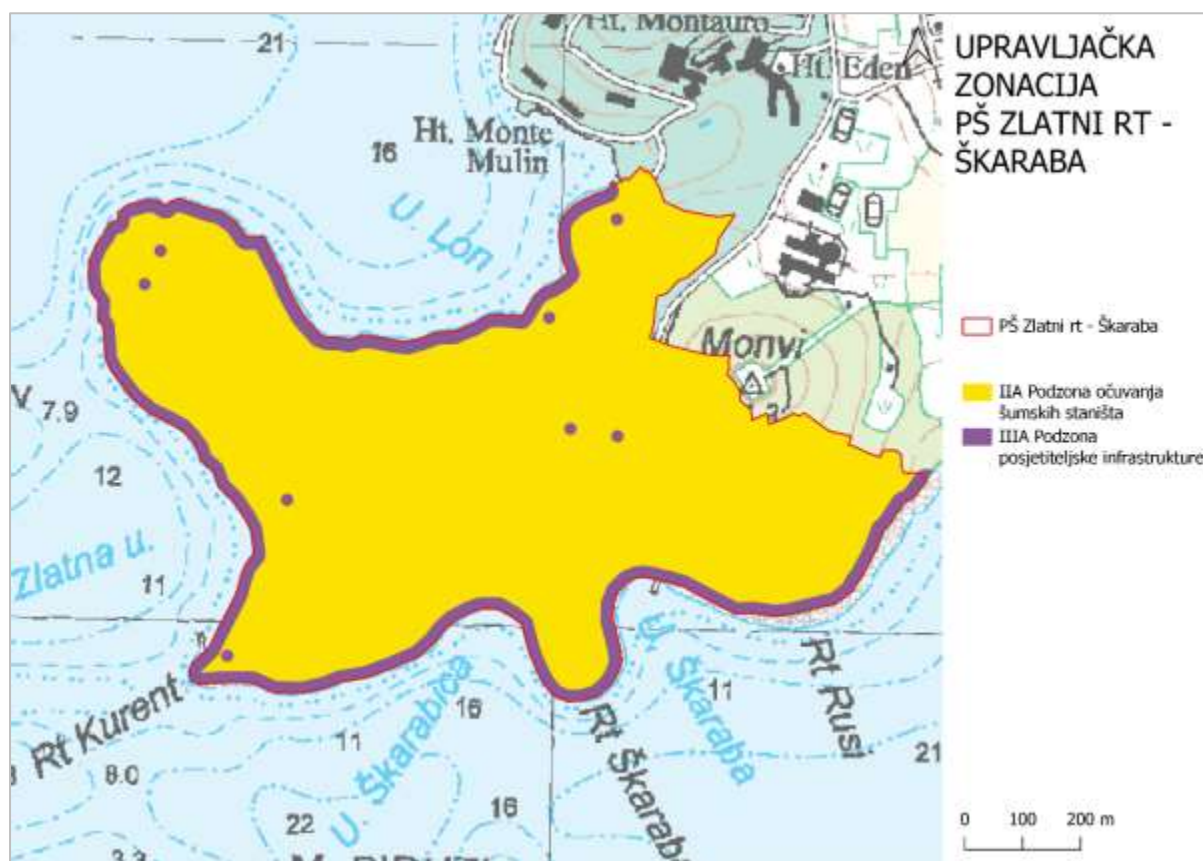 Ht. Montauro
21
Ht. Eden
UPRAVLJAČKA
ZONACIJA
PŠ ZLATNI RT -
ŠKARABA
Ht. Monte
Mulin
16
U. Lon
PŠ Zlatni rt - Škaraba
Monvi
IIA Podzona očuvanja
šumskih staništa
V
7.9
IIIA Podzona
posjetiteljske infrastrukture
12
Zlatna u.
11
Rt Kurent
U. Škarabica
16
Rt Škaraba
U. Škaraba
11
Rt Rusi
21
11
8.0
16
22
0 100 200 m
3.3